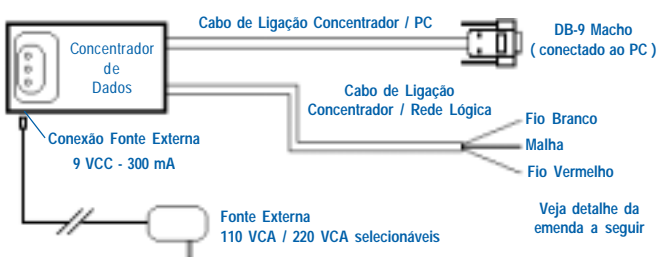 Cabo de Ligação Concentrador / PC
DB-9 Macho
( conectado ao PC )
Concentrador
de
Dados
Cabo de Ligação
Concentrador / Rede Lógica
Fio Branco
Malha
Fio Vermelho
Conexão Fonte Externa
9 VCC - 300 mA
Veja detalhe da
emenda a seguir
Fonte Externa
110 VCA / 220 VCA selecionáveis